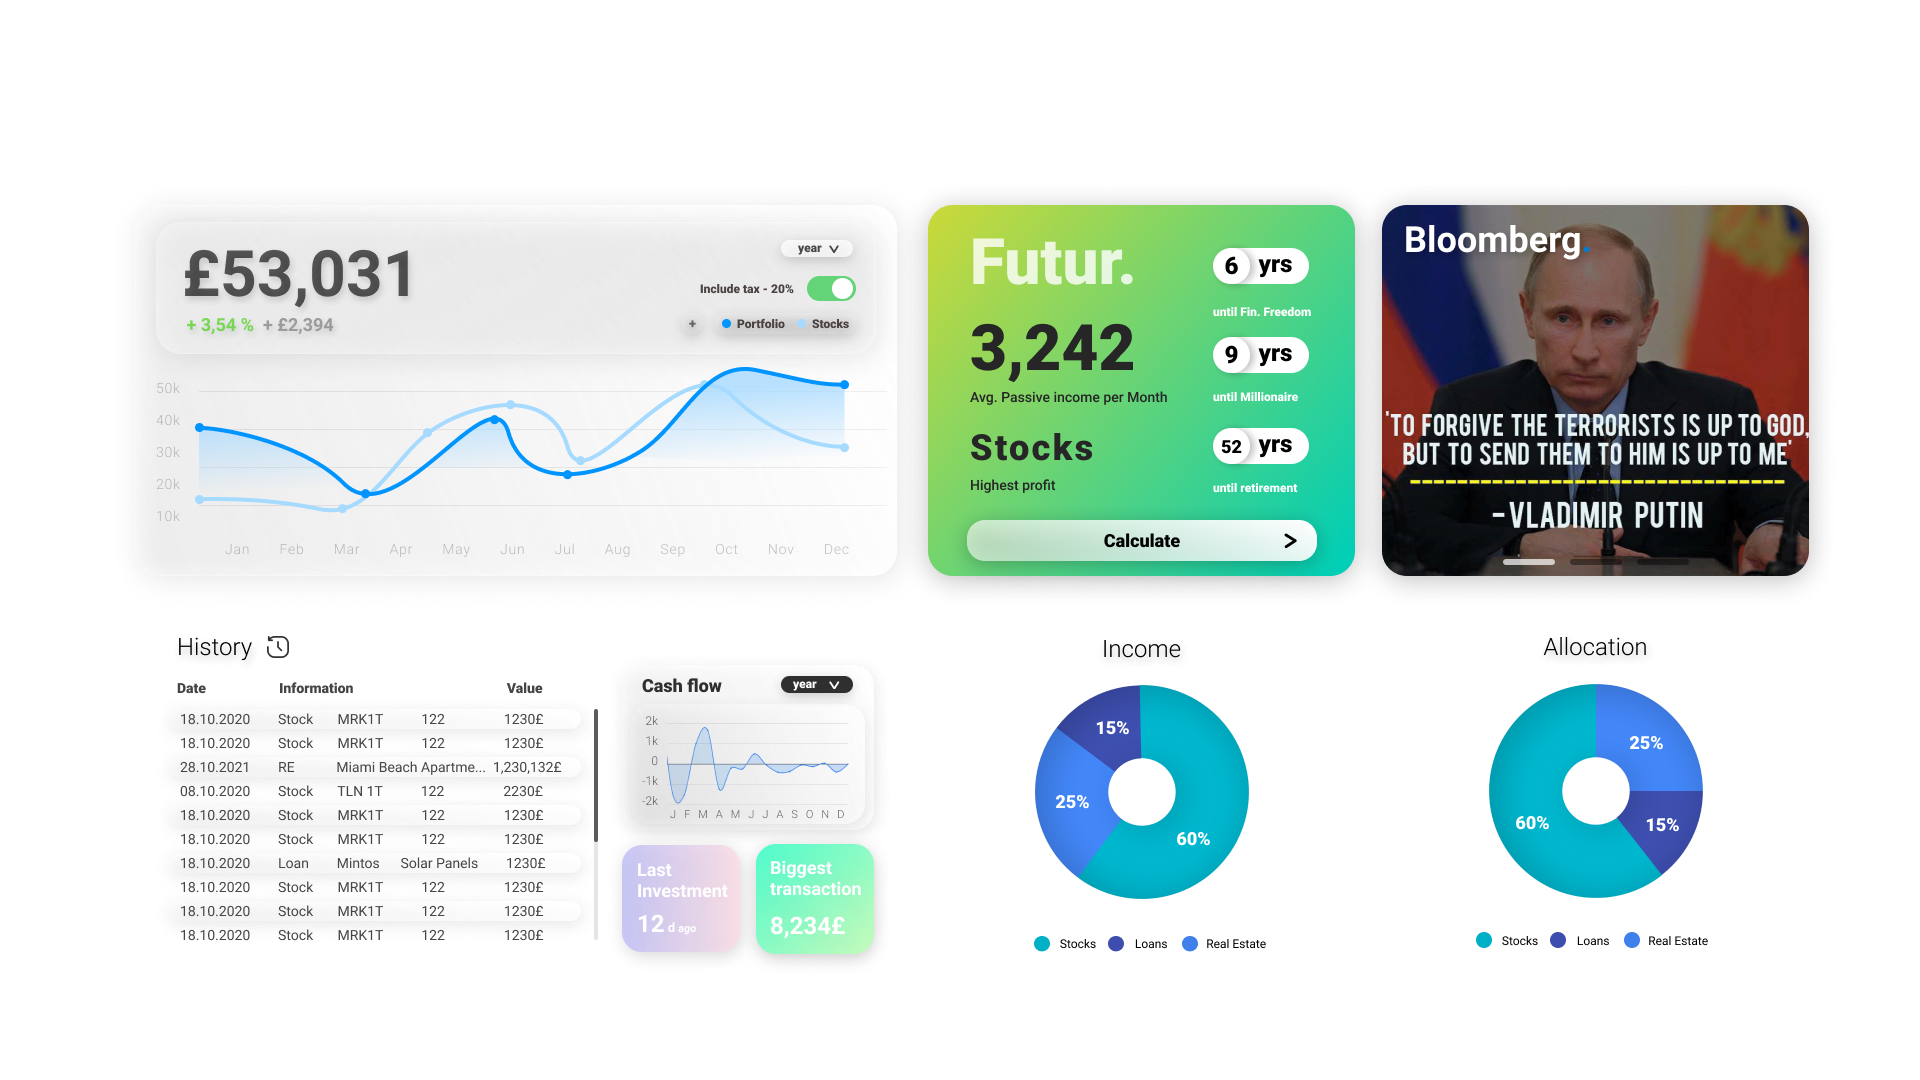 £53,031
+ 3,54 % + £2,394
year
Include tax - 20%
+ Portfolio Stocks
50k
40k
30k
20k
10k
Jan Feb Mar Apr May Jun Jul Aug Sep Oct Nov Dec
Futur.
3,242
Avg. Passive income per Month
Stocks
Highest profit
6 yrs
until Fin. Freedom
9 yrs
until Millionaire
52 yrs
until retirement
Calculate >
Bloomberg.
'TO FORGIVE THE TERRORISTS IS UP TO GOD,
BUT TO SEND THEM TO HIM IS UP TO ME'
-VLADIMIR PUTIN
History
Date Information Value
18.10.2020 Stock MRK1T 122 1230£
18.10.2020 Stock MRK1T 122 1230£
28.10.2021 RE Miami Beach Apartme... 1,230,132£
08.10.2020 Stock TLN 1T 122 2230£
18.10.2020 Stock MRK1T 122 1230£
18.10.2020 Stock MRK1T 122 1230£
18.10.2020 Loan Mintos Solar Panels 1230£
18.10.2020 Stock MRK1T 122 1230£
18.10.2020 Stock MRK1T 122 1230£
18.10.2020 Stock MRK1T 122 1230£
Cash flow year
2k
1k
0
-1k
-2k
J F M A M J J A S O N D
Last
Investment
12 d ago
Biggest
transaction
8,234£
Income
15%
25%
60%
Stocks Loans Real Estate
Allocation
25%
60%
15%
Stocks Loans Real Estate